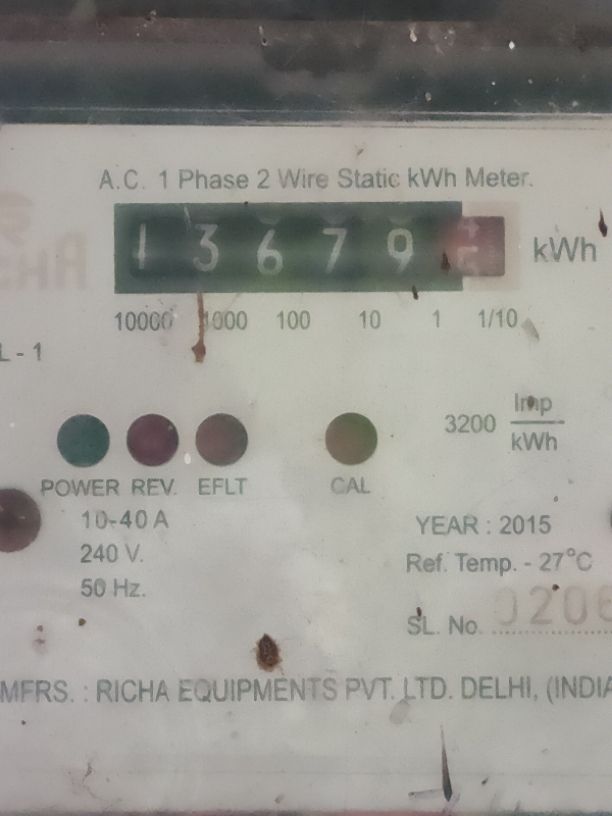 A.C. 1 Phase 2 Wire Static kWh Meter.
1 3 6 7 9 kWh
10000 1000 100 10 1 1/10
L - 1
3200 Imp/kWh
POWER REV. EFLT CAL
10-40 A
YEAR : 2015
240 V.
Ref. Temp. - 27°C
50 Hz.
SL. No. 0206
MFRS. : RICHA EQUIPMENTS PVT. LTD. DELHI, (INDIA